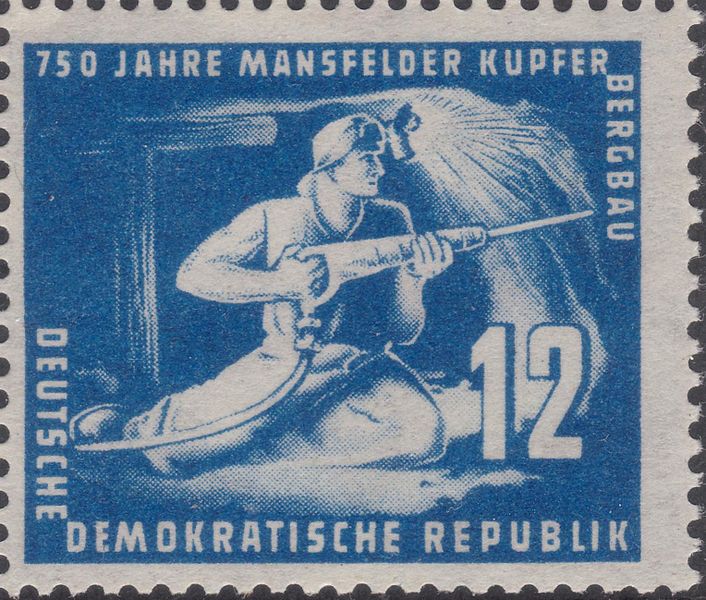 750 JAHRE MANSFELDER KUPFER
BERGBAU
12
DEUTSCHE
DEMOKRATISCHE REPUBLIK